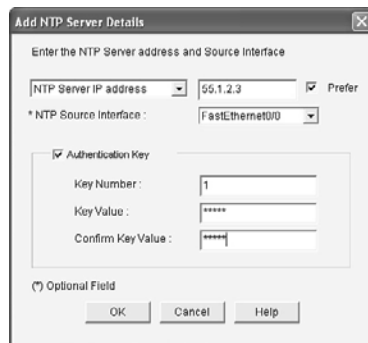 Add NTP Server Details
Enter the NTP Server address and Source Interface
NTP Server IP address 55.1.2.3 Prefer
* NTP Source Interface : FastEthernet0/0
Authentication Key
Key Number : 1
Key Value : *****
Confirm Key Value : *****
(*) Optional Field
OK Cancel Help